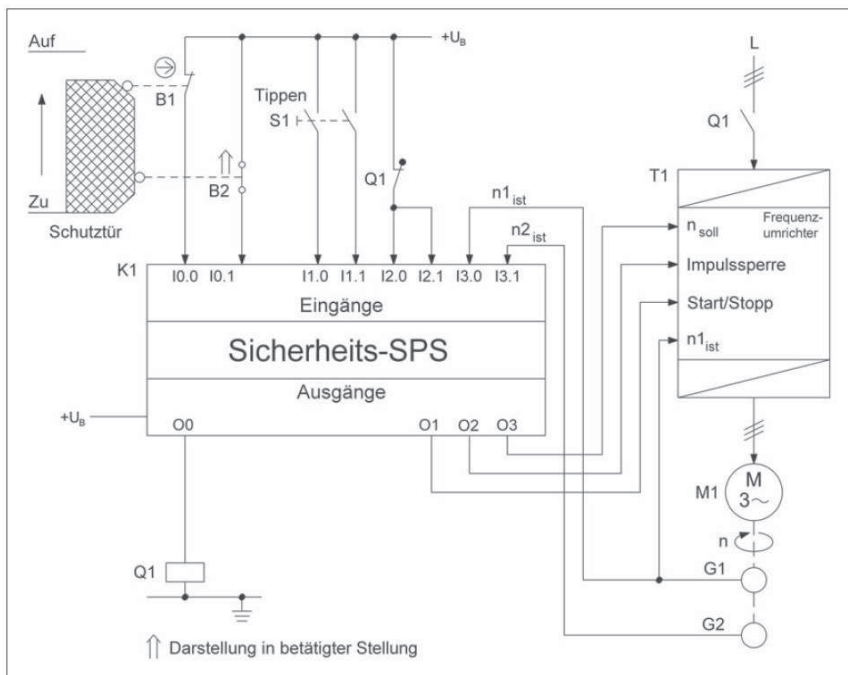 Auf
+U_B
L
B1
Tippen
S1
Q1
B2
Q1
T1
Zu
Schutztür
n1_ist
n2_ist
n_soll
Frequenz-
umrichter
K1
I0.0 I0.1 I1.0 I1.1 I2.0 I2.1 I3.0 I3.1
Impulssperre
Eingänge
Start/Stopp
Sicherheits-SPS
n1_ist
Ausgänge
+U_B
O0 O1 O2 O3
M1
M
3~
n
Q1
G1
G2
Darstellung in betätigter Stellung